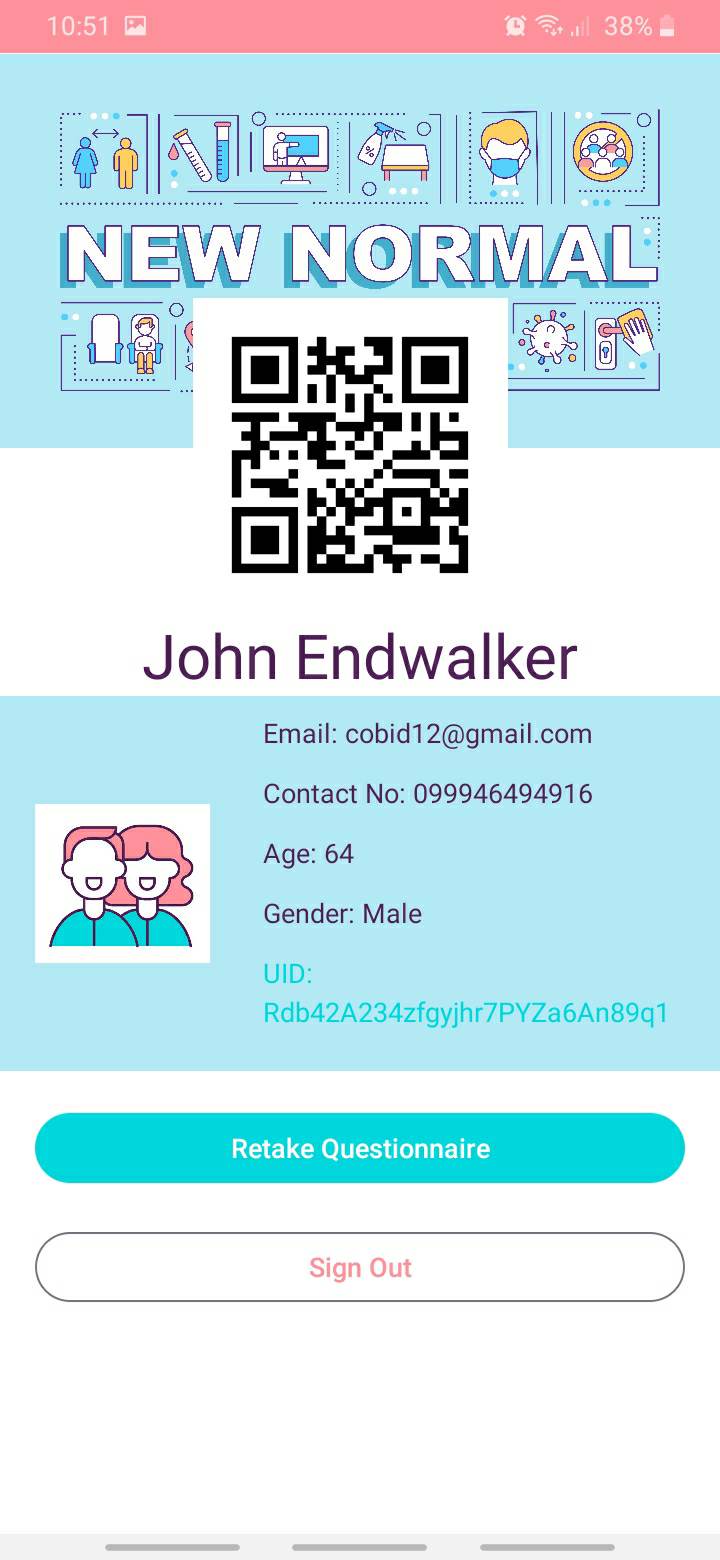 10:51
38%
%
NEW NORMAL
John Endwalker
Email: cobid12@gmail.com
Contact No: 099946494916
Age: 64
Gender: Male
UID:
Rdb42A234zfgyjhr7PYZa6An89q1
Retake Questionnaire
Sign Out